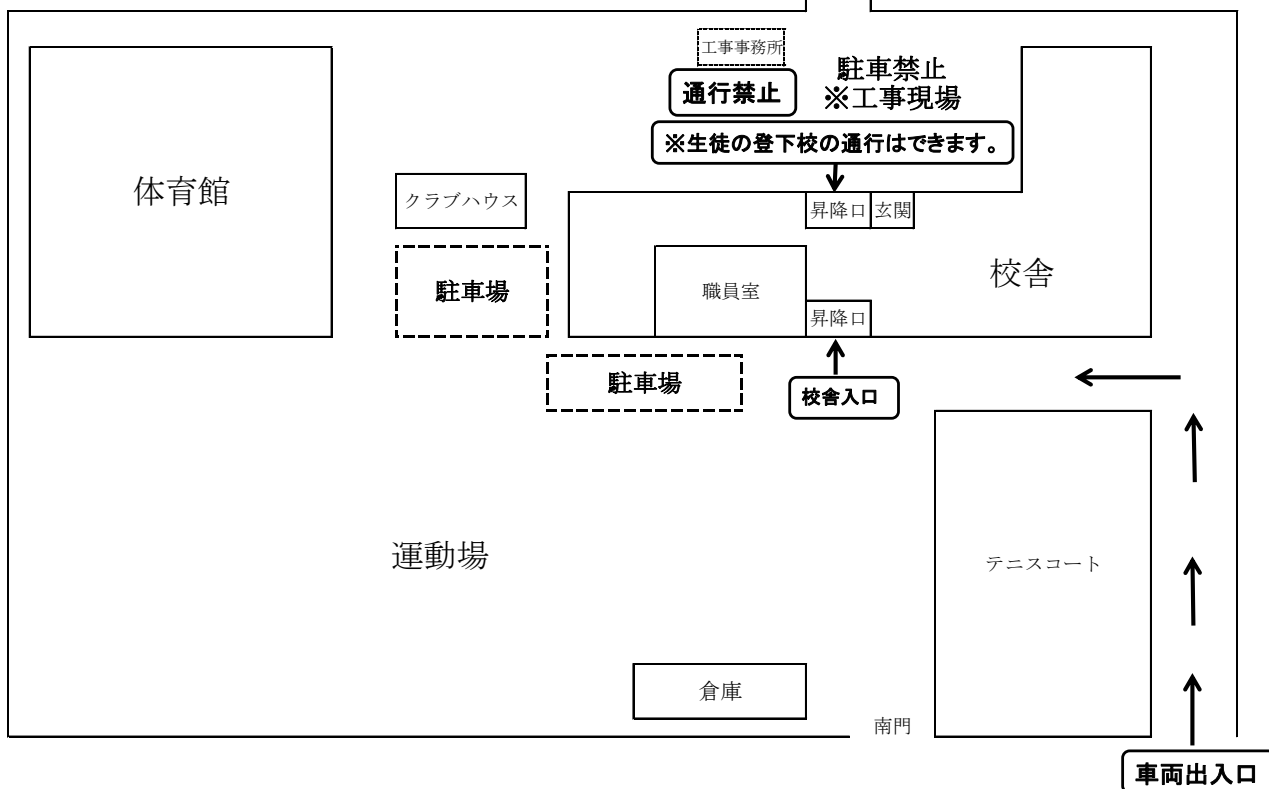 工事事務所
通行禁止
駐車禁止
※工事現場
※生徒の登下校の通行はできます。
体育館
クラブハウス
昇降口
玄関
駐車場
職員室
校舎
昇降口
駐車場
校舎入口
運動場
テニスコート
倉庫
南門
車両出入口